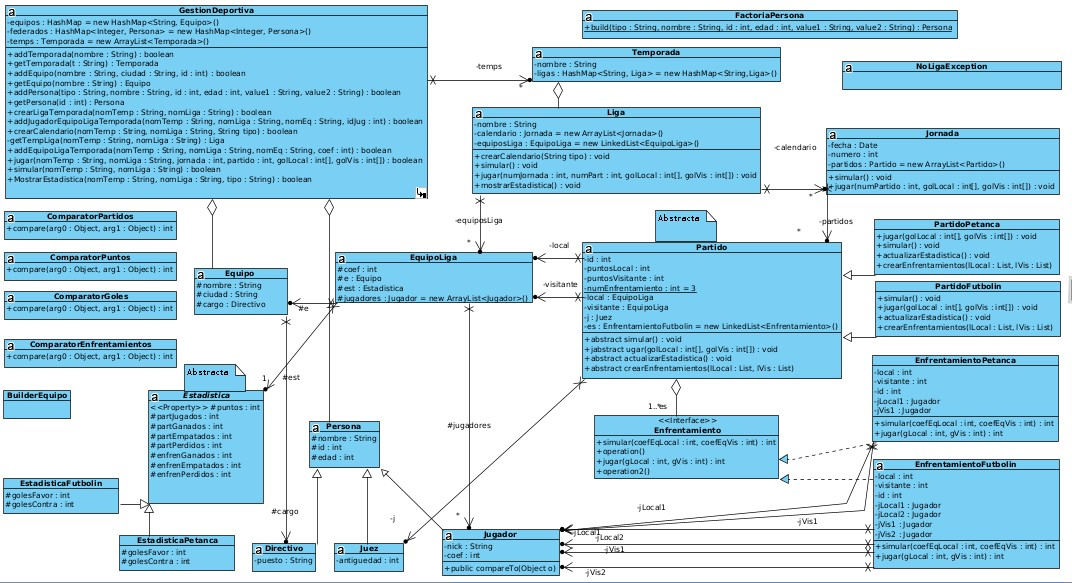 GestionDeportiva
-equipos : HashMap = new HashMap<String, Equipo>()
-federados : HashMap<Integer, Persona> = new HashMap<Integer, Persona>()
-temps : Temporada = new ArrayList<Temporada>()
+addTemporada(nombre : String) : boolean
+getTemporada(t : String) : Temporada
+addEquipo(nombre : String, ciudad : String, id : int) : boolean
+getEquipo(nombre : String) : Equipo
+addPersona(tipo : String, nombre : String, id : int, edad : int, value1 : String, value2 : String) : boolean
+getPersona(id : int) : Persona
+crearLigaTemporada(nomTemp : String, nomLiga : String) : boolean
+addJugadorEquipoLigaTemporada(nomTemp : String, nomLiga : String, nomEq : String, idJug : int) : boolean
+crearCalendario(nomTemp : String, nomLiga : String, String tipo) : boolean
-getTempLiga(nomTemp : String, nomLiga : String) : Liga
+addEquipoLigaTemporada(nomTemp : String, nomLiga : String, nomEq : String, coef : int) : boolean
+jugar(nomTemp : String, nomLiga : String, jornada : int, partido : int, golLocal : int[], golVis : int[]) : boolean
+simular(nomTemp : String, nomLiga : String) : boolean
+MostrarEstadistica(nomTemp : String, nomLiga : String, tipo : String) : boolean
FactoriaPersona
+build(tipo : String, nombre : String, id : int, edad : int, value1 : String, value2 : String) : Persona
-temps
*
Temporada
-nombre : String
-ligas : HashMap<String, Liga> = new HashMap<String,Liga>()
NoLigaException
Liga
-nombre : String
-calendario : Jornada = new ArrayList<Jornada>()
-equiposLiga : EquipoLiga = new LinkedList<EquipoLiga>()
+crearCalendario(String tipo) : void
+simular() : void
+jugar(numJornada : int, numPart : int, golLocal : int[], golVis : int[]) : void
+mostrarEstadistica() : void
-calendario
*
Jornada
-fecha : Date
-numero : int
-partidos : Partido = new ArrayList<Partido>()
+simular() : void
+jugar(numPartido : int, golLocal : int[], golVis : int[]) : void
ComparatorPartidos
+compare(arg0 : Object, arg1 : Object) : int
ComparatorPuntos
+compare(arg0 : Object, arg1 : Object) : int
ComparatorGoles
+compare(arg0 : Object, arg1 : Object) : int
ComparatorEnfrentamientos
+compare(arg0 : Object, arg1 : Object) : int
BuilderEquipo
Equipo
#nombre : String
#ciudad : String
#cargo : Directivo
#e
-equiposLiga
*
EquipoLiga
#coef : int
#e : Equipo
#est : Estadistica
#jugadores : Jugador = new ArrayList<Jugador>()
-local
-visitante
Abstracta
-partidos
*
Partido
-id : int
-puntosLocal : int
-puntosVisitante : int
-numEnfrentamiento : int = 3
-local : EquipoLiga
-visitante : EquipoLiga
-j : Juez
-es : EnfrentamientoFutbolin = new LinkedList<Enfrentamiento>()
+abstract simular() : void
+jabstract ugar(golLocal : int[], golVis : int[]) : void
+abstract actualizarEstadistica() : void
+abstract crearEnfrentamientos(lLocal : List, lVis : List)
PartidoPetanca
+jugar(golLocal : int[], golVis : int[]) : void
+simular() : void
+actualizarEstadistica() : void
+crearEnfrentamientos(lLocal : List, lVis : List)
PartidoFutbolin
+simular() : void
+jugar(golLocal : int[], golVis : int[]) : void
+actualizarEstadistica() : void
+crearEnfrentamientos(lLocal : List, lVis : List)
Abstracta
1
#est
Estadistica
<<Property>> #puntos : int
#partJugados : int
#partGanados : int
#partEmpatados : int
#partPerdidos : int
#enfrenGanados : int
#enfrenEmpatados : int
#enfrenPerdidos : int
EstadisticaFutbolin
#golesFavor : int
#golesContra : int
EstadisticaPetanca
#golesFavor : int
#golesContra : int
Persona
#nombre : String
#id : int
#edad : int
#cargo
Directivo
-puesto : String
-j
Juez
-antiguedad : int
#jugadores
*
Jugador
-nick : String
-coef : int
+public compareTo(Object o)
1..*
-es
<<Interface>>
Enfrentamiento
+simular(coefEqLocal : int, coefEqVis : int) : int
+operation()
+jugar(gLocal : int, gVis : int) : int
+operation2()
EnfrentamientoPetanca
-local : int
-visitante : int
-id : int
-jLocal1 : Jugador
-jVis1 : Jugador
+simular(coefEqLocal : int, coefEqVis : int) : int
+jugar(gLocal : int, gVis : int) : int
EnfrentamientoFutbolin
-local : int
-visitante : int
-id : int
-jLocal1 : Jugador
-jLocal2 : Jugador
-jVis1 : Jugador
-jVis2 : Jugador
+simular(coefEqLocal : int, coefEqVis : int) : int
+jugar(gLocal : int, gVis : int) : int
-jLocal1
-jVis1
-jLocal1
-jLocal2
-jVis1
-jVis2